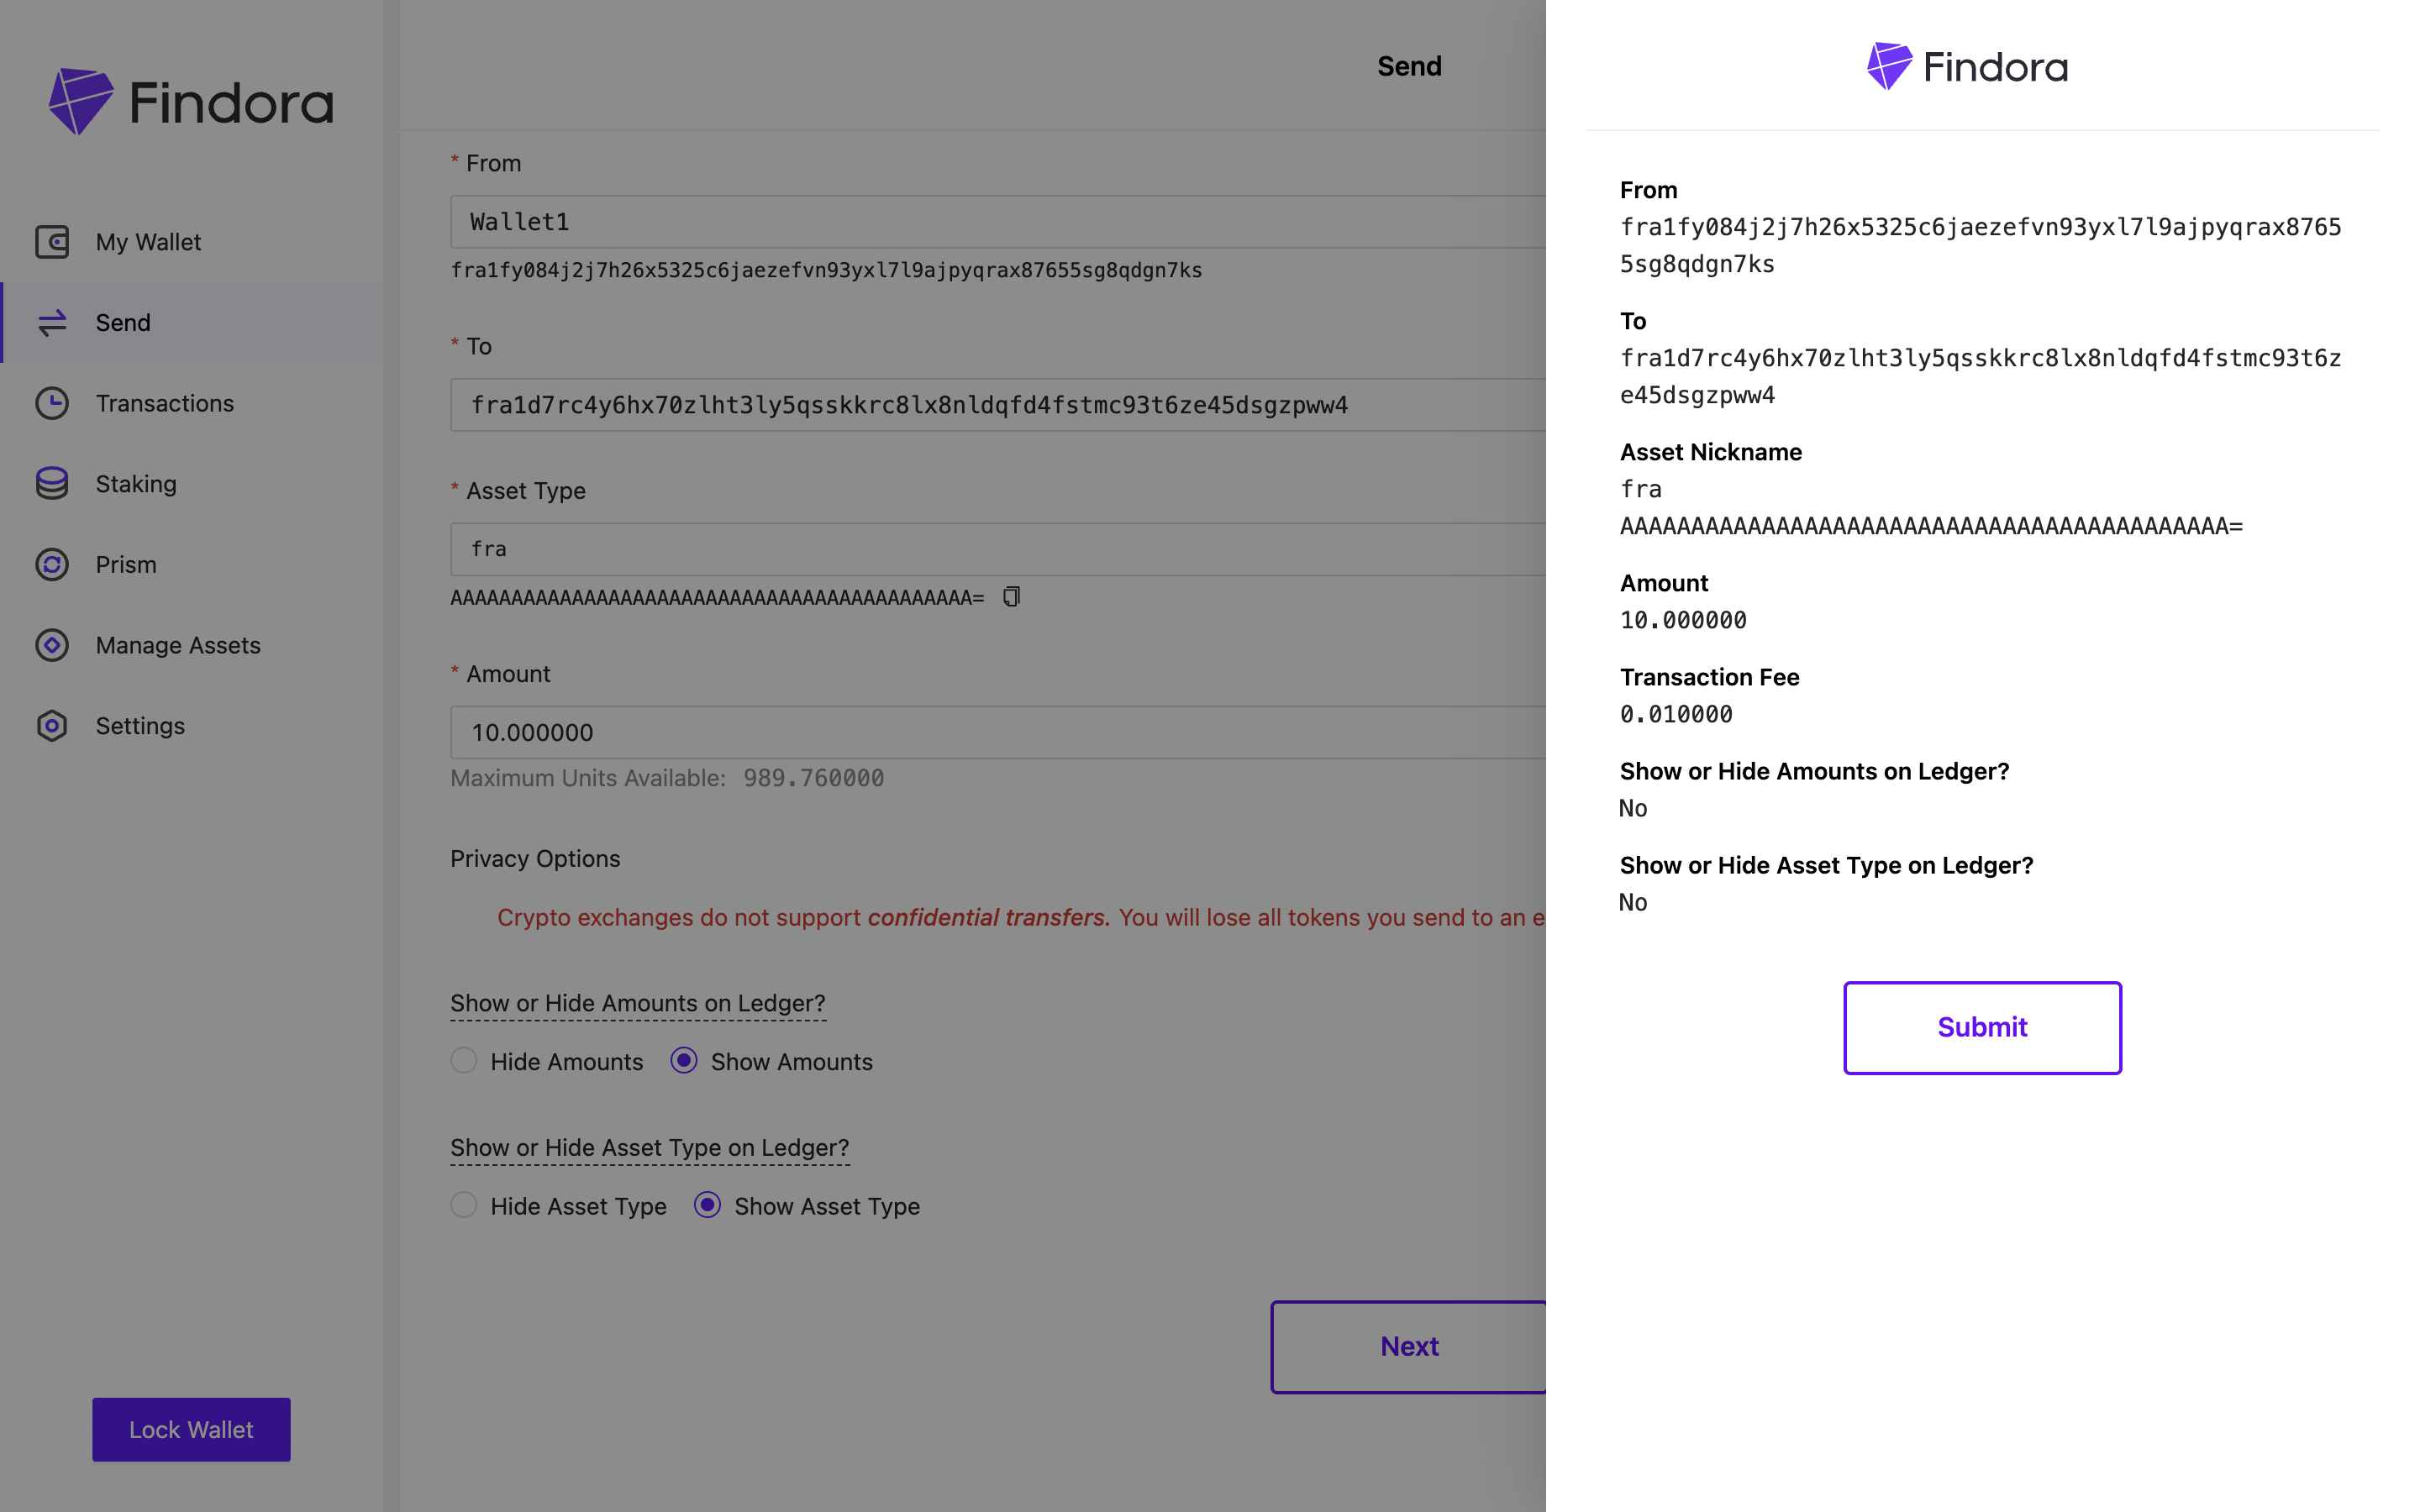 Findora
My Wallet
Send
Transactions
Staking
Prism
Manage Assets
Settings
Lock Wallet
Send
* From
Wallet1
fra1fy084j2j7h26x5325c6jaezefvn93yxl7l9ajpyqrax87655sg8qdgn7ks
* To
fra1d7rc4y6hx70zlht3ly5qsskkrc8lx8nldqfd4fstmc93t6ze45dsgzpww4
* Asset Type
fra
AAAAAAAAAAAAAAAAAAAAAAAAAAAAAAAAAAAAAAAAAAA=
* Amount
10.000000
Maximum Units Available: 989.760000
Privacy Options
Crypto exchanges do not support confidential transfers. You will lose all tokens you send to an e
Show or Hide Amounts on Ledger?
Hide Amounts Show Amounts
Show or Hide Asset Type on Ledger?
Hide Asset Type Show Asset Type
Next
Findora
From
fra1fy084j2j7h26x5325c6jaezefvn93yxl7l9ajpyqrax8765
5sg8qdgn7ks
To
fra1d7rc4y6hx70zlht3ly5qsskkrc8lx8nldqfd4fstmc93t6z
e45dsgzpww4
Asset Nickname
fra
AAAAAAAAAAAAAAAAAAAAAAAAAAAAAAAAAAAAAAAAAAA=
Amount
10.000000
Transaction Fee
0.010000
Show or Hide Amounts on Ledger?
No
Show or Hide Asset Type on Ledger?
No
Submit